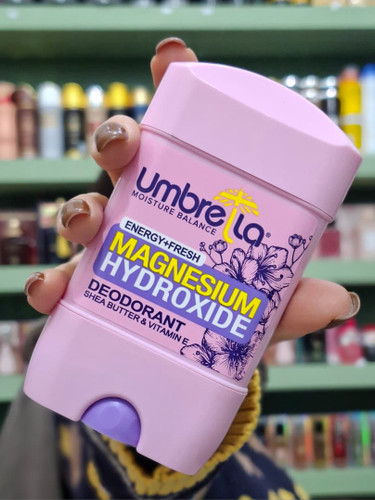 Umbrella®
MOISTURE BALANCE
ENERGY+FRESH
MAGNESIUM
HYDROXIDE
DEODORANT
SHEA BUTTER & VITAMIN E